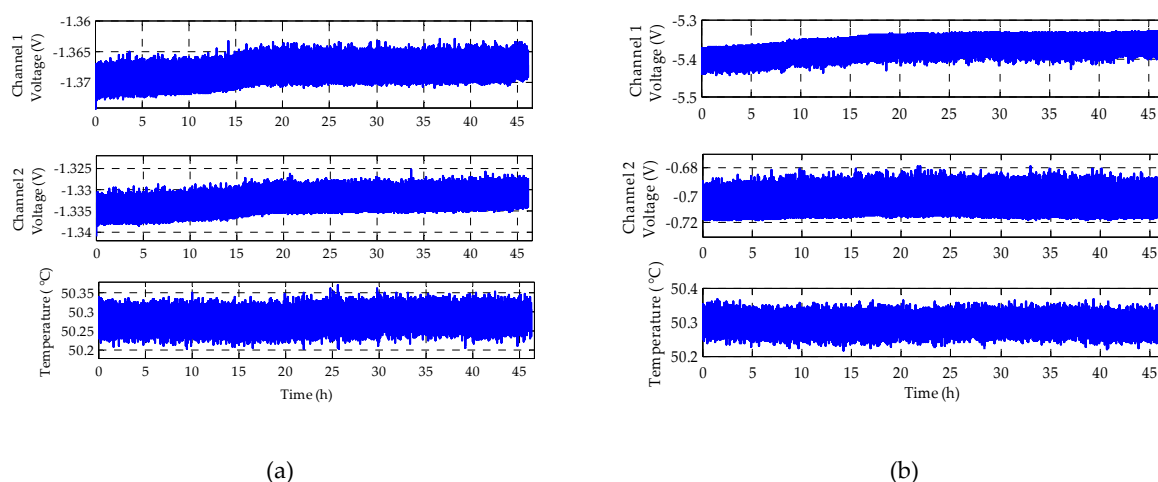 Channel 1
Voltage (V)
-1.36
-1.365
-1.37
0 5 10 15 20 25 30 35 40 45
Channel 2
Voltage (V)
-1.325
-1.33
-1.335
-1.34
0 5 10 15 20 25 30 35 40 45
Temperature ( °C)
50.35
50.3
50.25
50.2
0 5 10 15 20 25 30 35 40 45
Time (h)
(a)
Channel 1
Voltage (V)
-5.3
-5.4
-5.5
0 5 10 15 20 25 30 35 40 45
Channel 2
Voltage (V)
-0.68
-0.7
-0.72
0 5 10 15 20 25 30 35 40 45
Temperature ( °C)
50.4
50.3
50.2
0 5 10 15 20 25 30 35 40 45
Time (h)
(b)